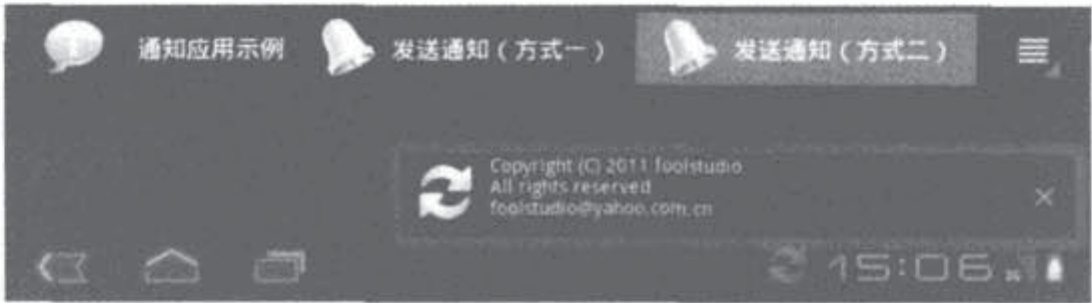 通知应用示例
发送通知（方式一）
发送通知（方式二）
Copyright (C) 2011 foolstudio
All rights reserved
foolstudio@yahoo.com.cn
15:06